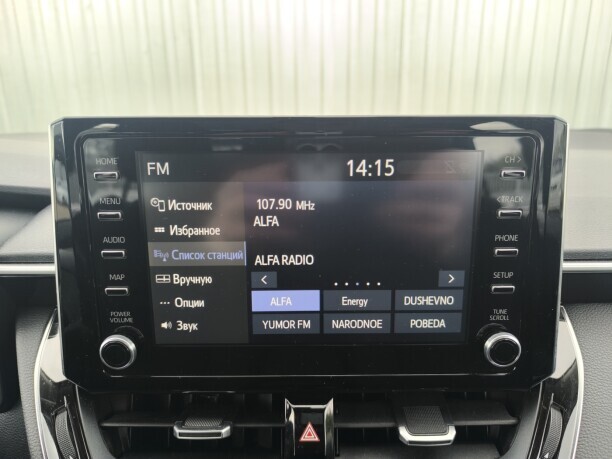 HOME
MENU
AUDIO
MAP
POWER
VOLUME
FM
14:15
Источник
Избранное
Список станций
Вручную
Опции
Звук
107.90 MHz
ALFA
ALFA RADIO
< >
ALFA Energy DUSHEVNO
YUMOR FM NARODNOE POBEDA
CH >
< TRACK
PHONE
SETUP
TUNE
SCROLL